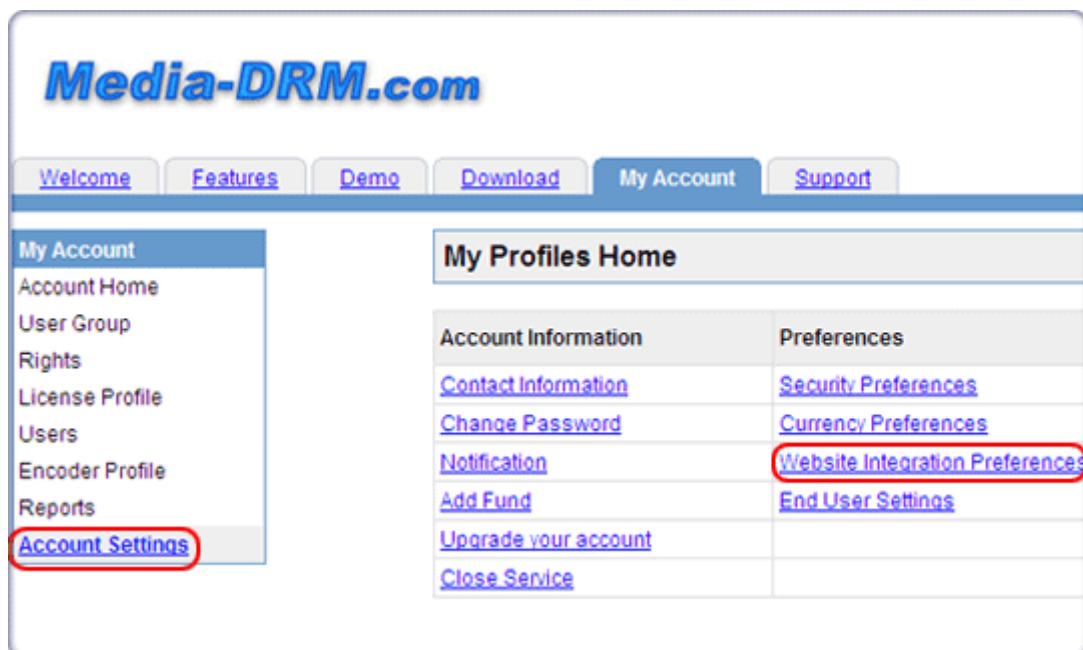 Media-DRM.com
Welcome Features Demo Download My Account Support
My Account
Account Home
User Group
Rights
License Profile
Users
Encoder Profile
Reports
Account Settings
My Profiles Home
Account Information Preferences
Contact Information Security Preferences
Change Password Currency Preferences
Notification Website Integration Preferences
Add Fund End User Settings
Upgrade your account
Close Service